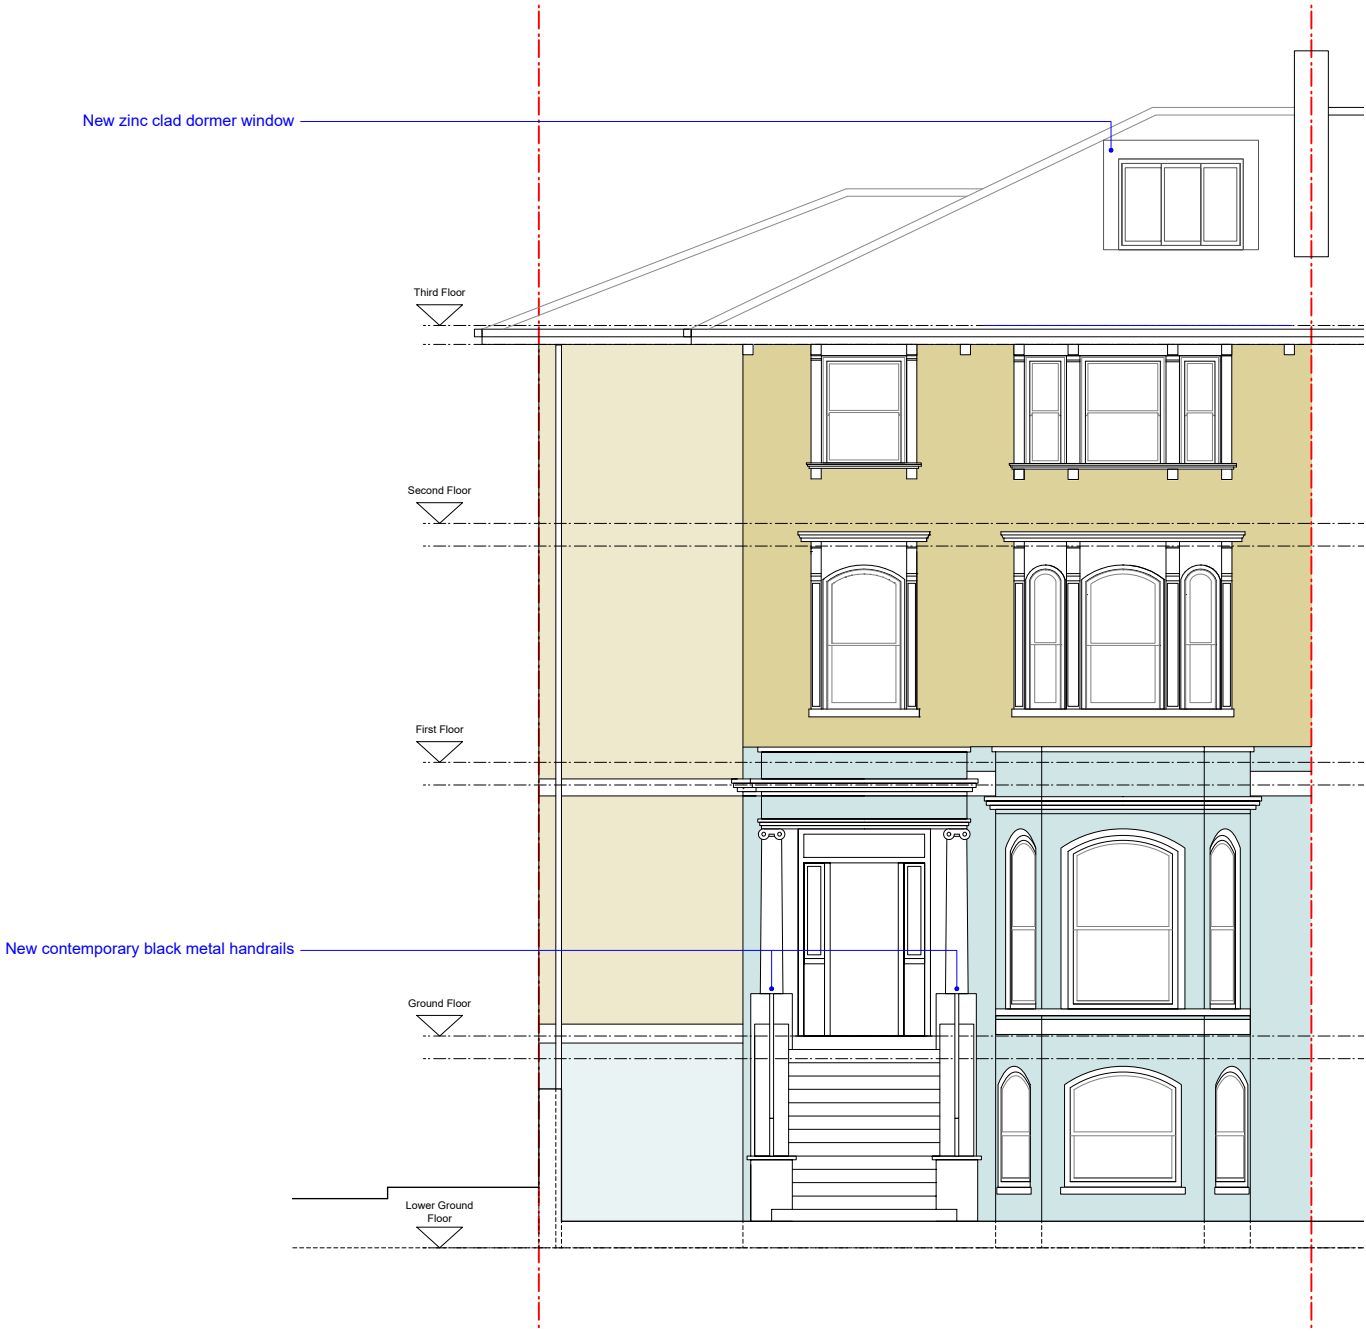 New zinc clad dormer window
Third Floor
Second Floor
First Floor
New contemporary black metal handrails
Ground Floor
Lower Ground
Floor